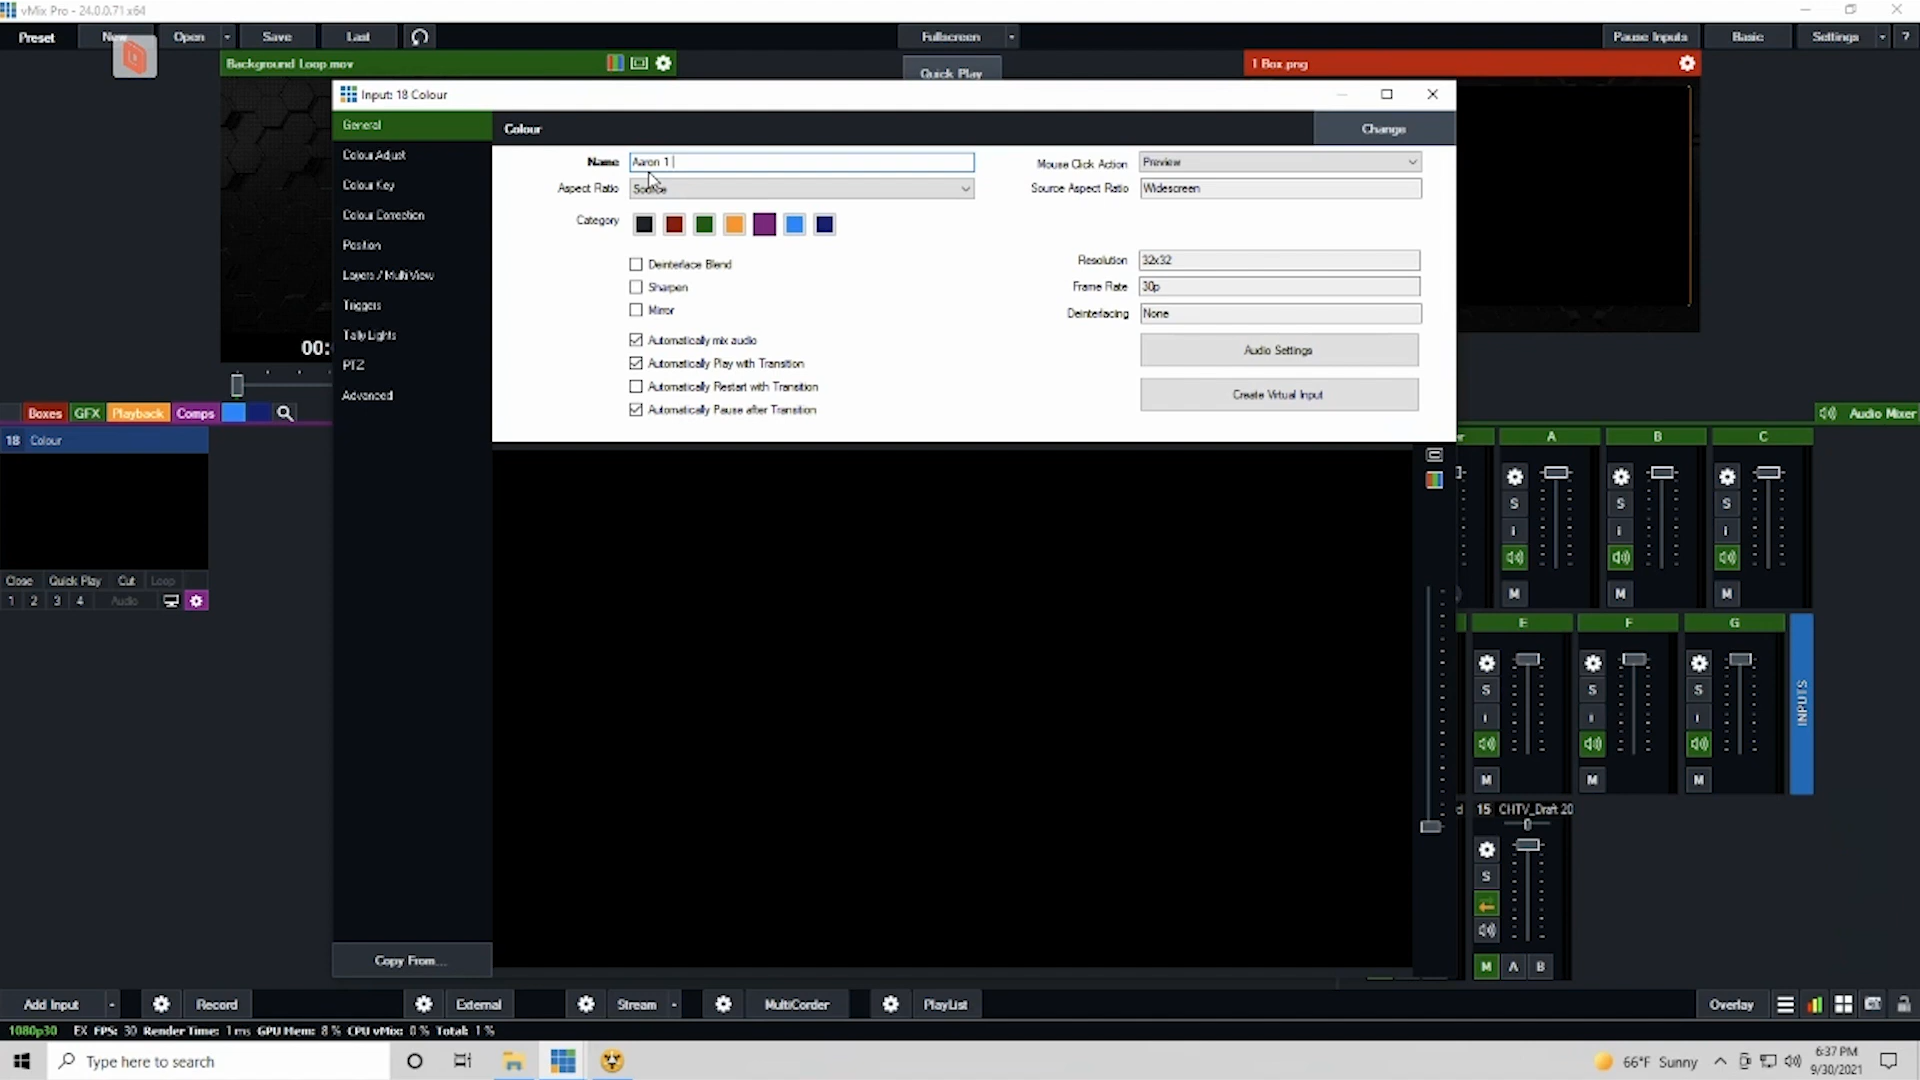 vMix Pro - 24.0.0.71 x64
Preset
New
Open
Save
Last
Fullscreen
Pause Inputs
Basic
Settings
?
Background Loop.mov
Quick Play
1 Box.png
Input: 18 Colour
General
Colour Adjust
Colour Key
Colour Correction
Position
Layers / Multi View
Triggers
Tally Lights
PTZ
Advanced
Copy From...
Colour
Change
Name
Aaron 1
Mouse Click Action
Preview
Aspect Ratio
Source
Source Aspect Ratio
Widescreen
Category
Deinterlace Blend
Sharpen
Mirror
Automatically mix audio
Automatically Play with Transition
Automatically Restart with Transition
Automatically Pause after Transition
Resolution
32x32
Frame Rate
30p
Deinterlacing
None
Audio Settings
Create Virtual Input
00:
Boxes
GFX
Playback
Comps
18 Colour
Close
Quick Play
Cut
Loop
1 2 3 4
Audio
Audio Mixer
A
B
C
S
S
S
i
i
i
M
M
M
E
F
G
S
S
S
i
i
i
M
M
M
INPUTS
15 CHTV_Draft 20
S
M A B
Add Input
Record
External
Stream
MultiCorder
PlayList
Overlay
1080p30 EX FPS: 30 Render Time: 1 ms GPU Mem: 8 % CPU vMix: 0 % Total: 1 %
Type here to search
66°F Sunny
6:37 PM
9/30/2021